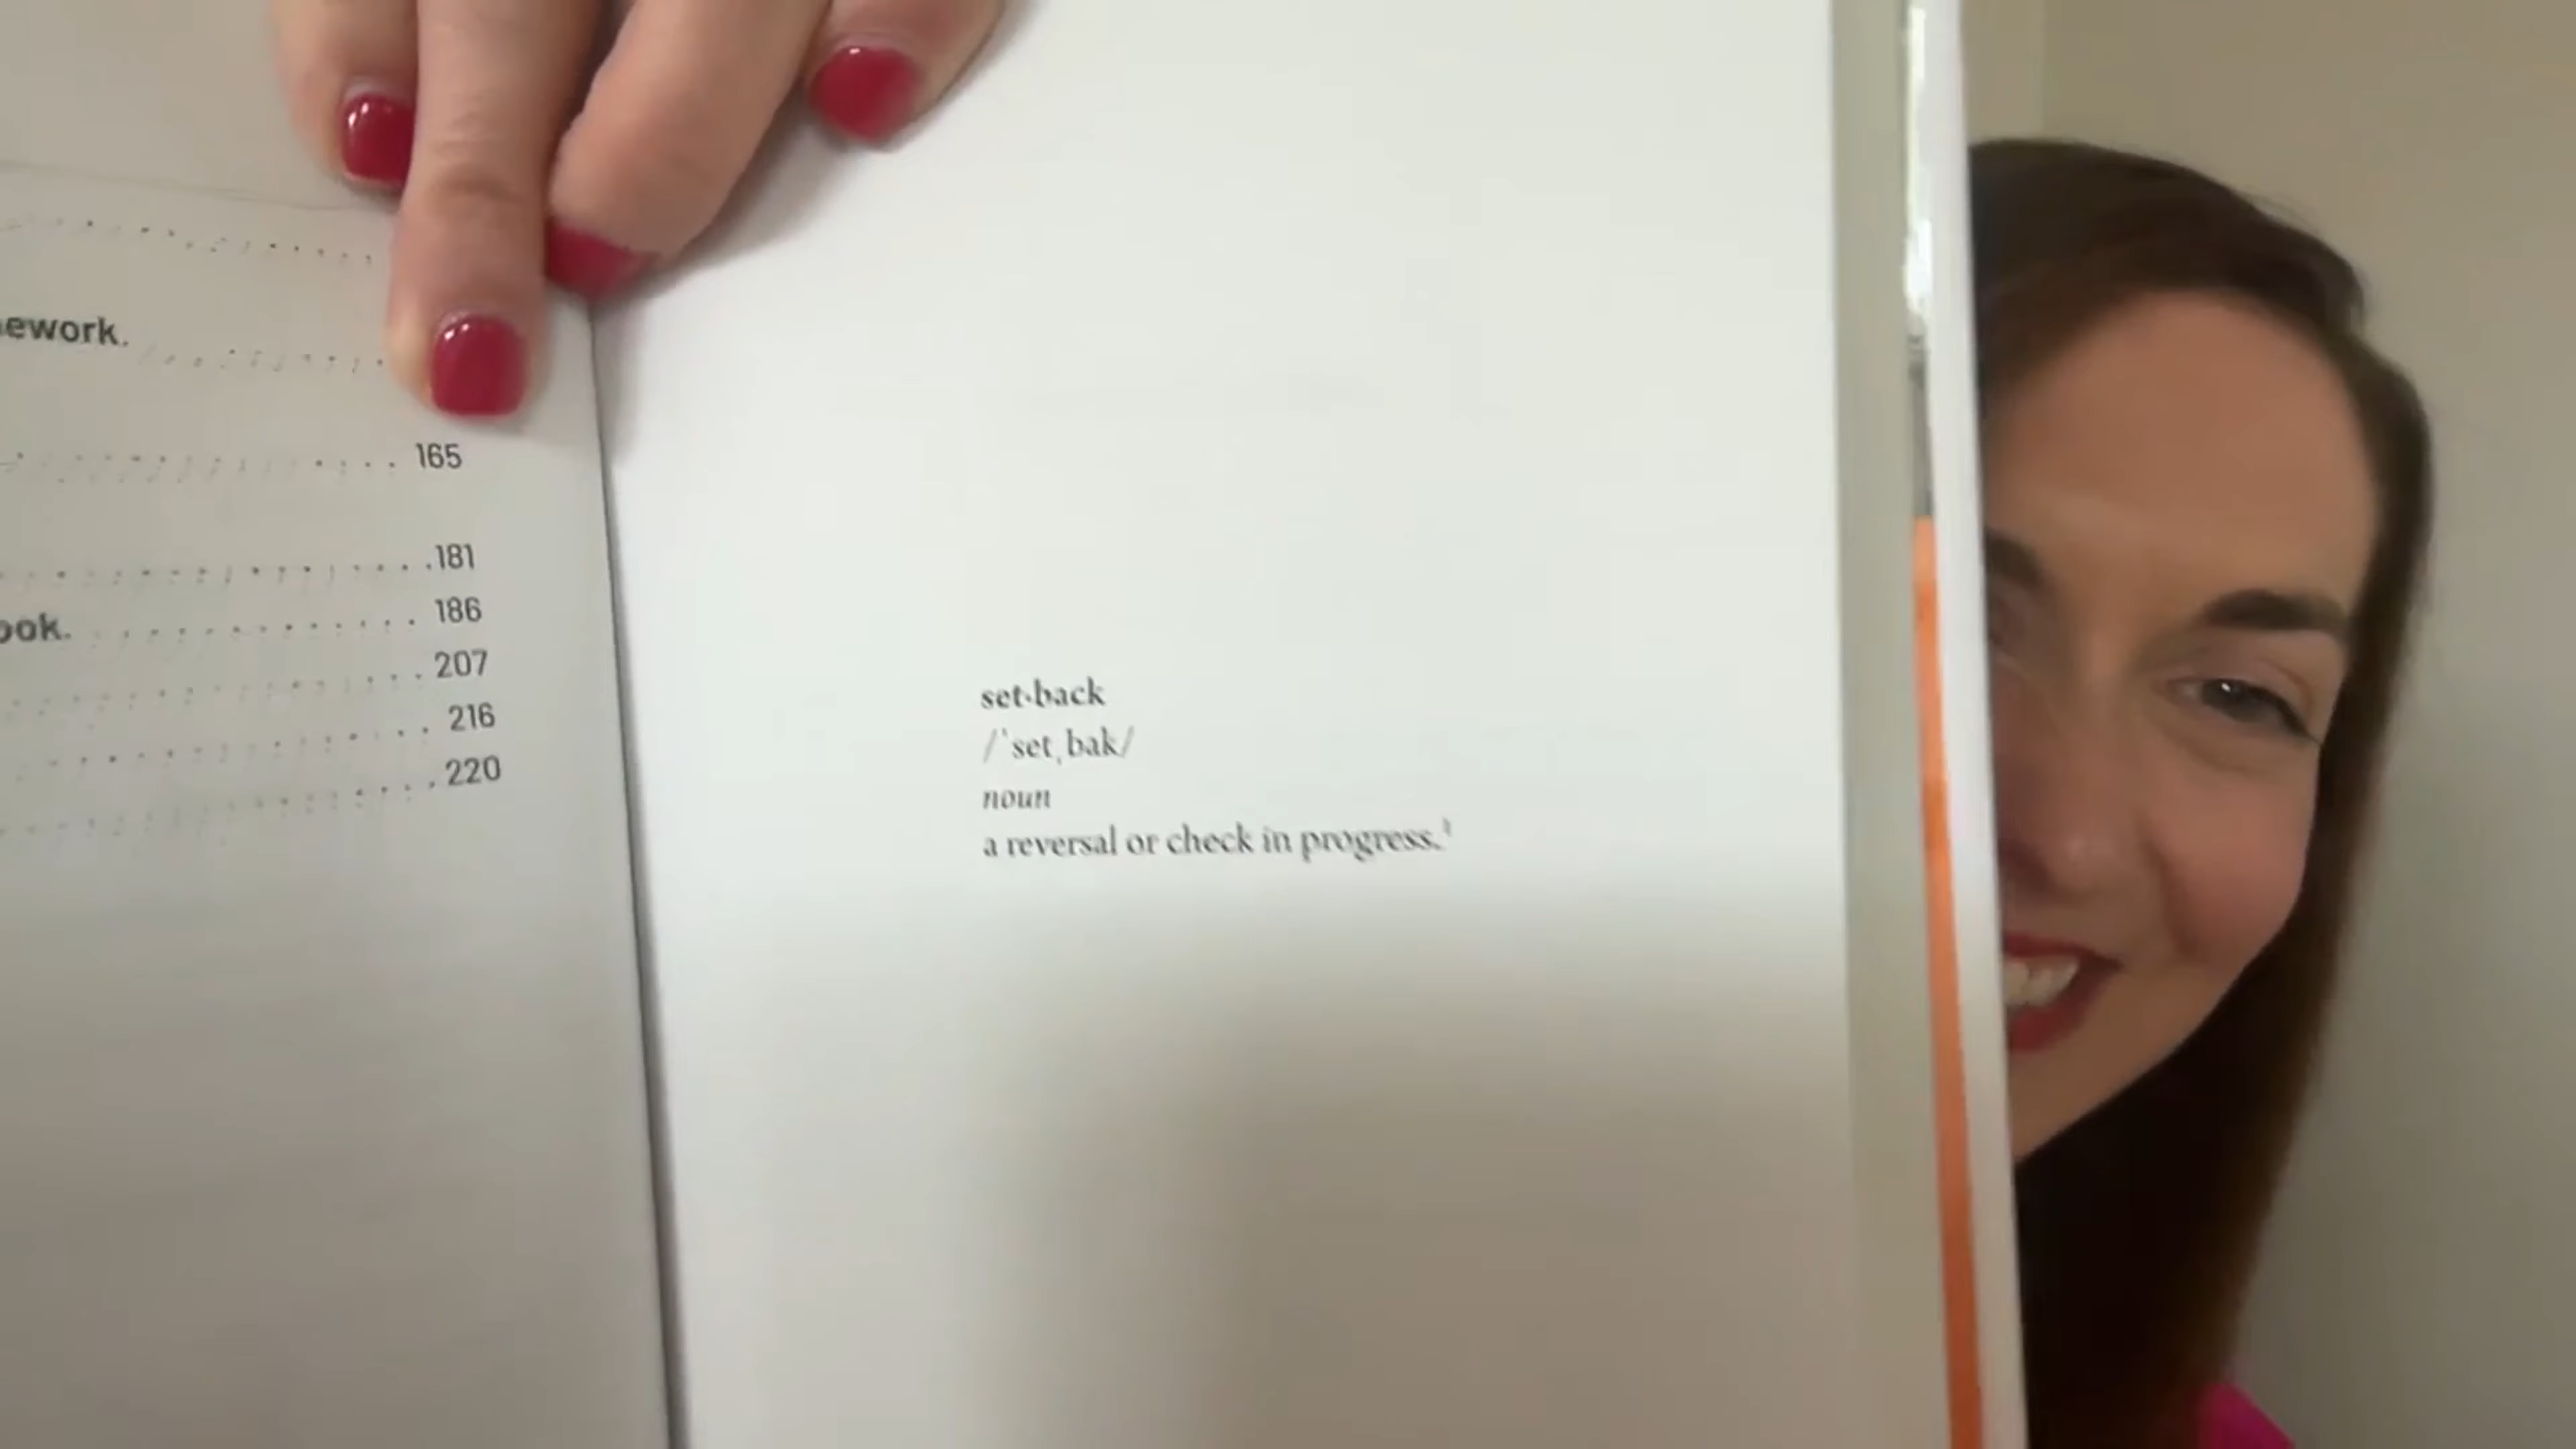 ework.
165
181
ook.
186
207
216
220
set·back
/ˈsetˌbak/
noun
a reversal or check in progress.¹